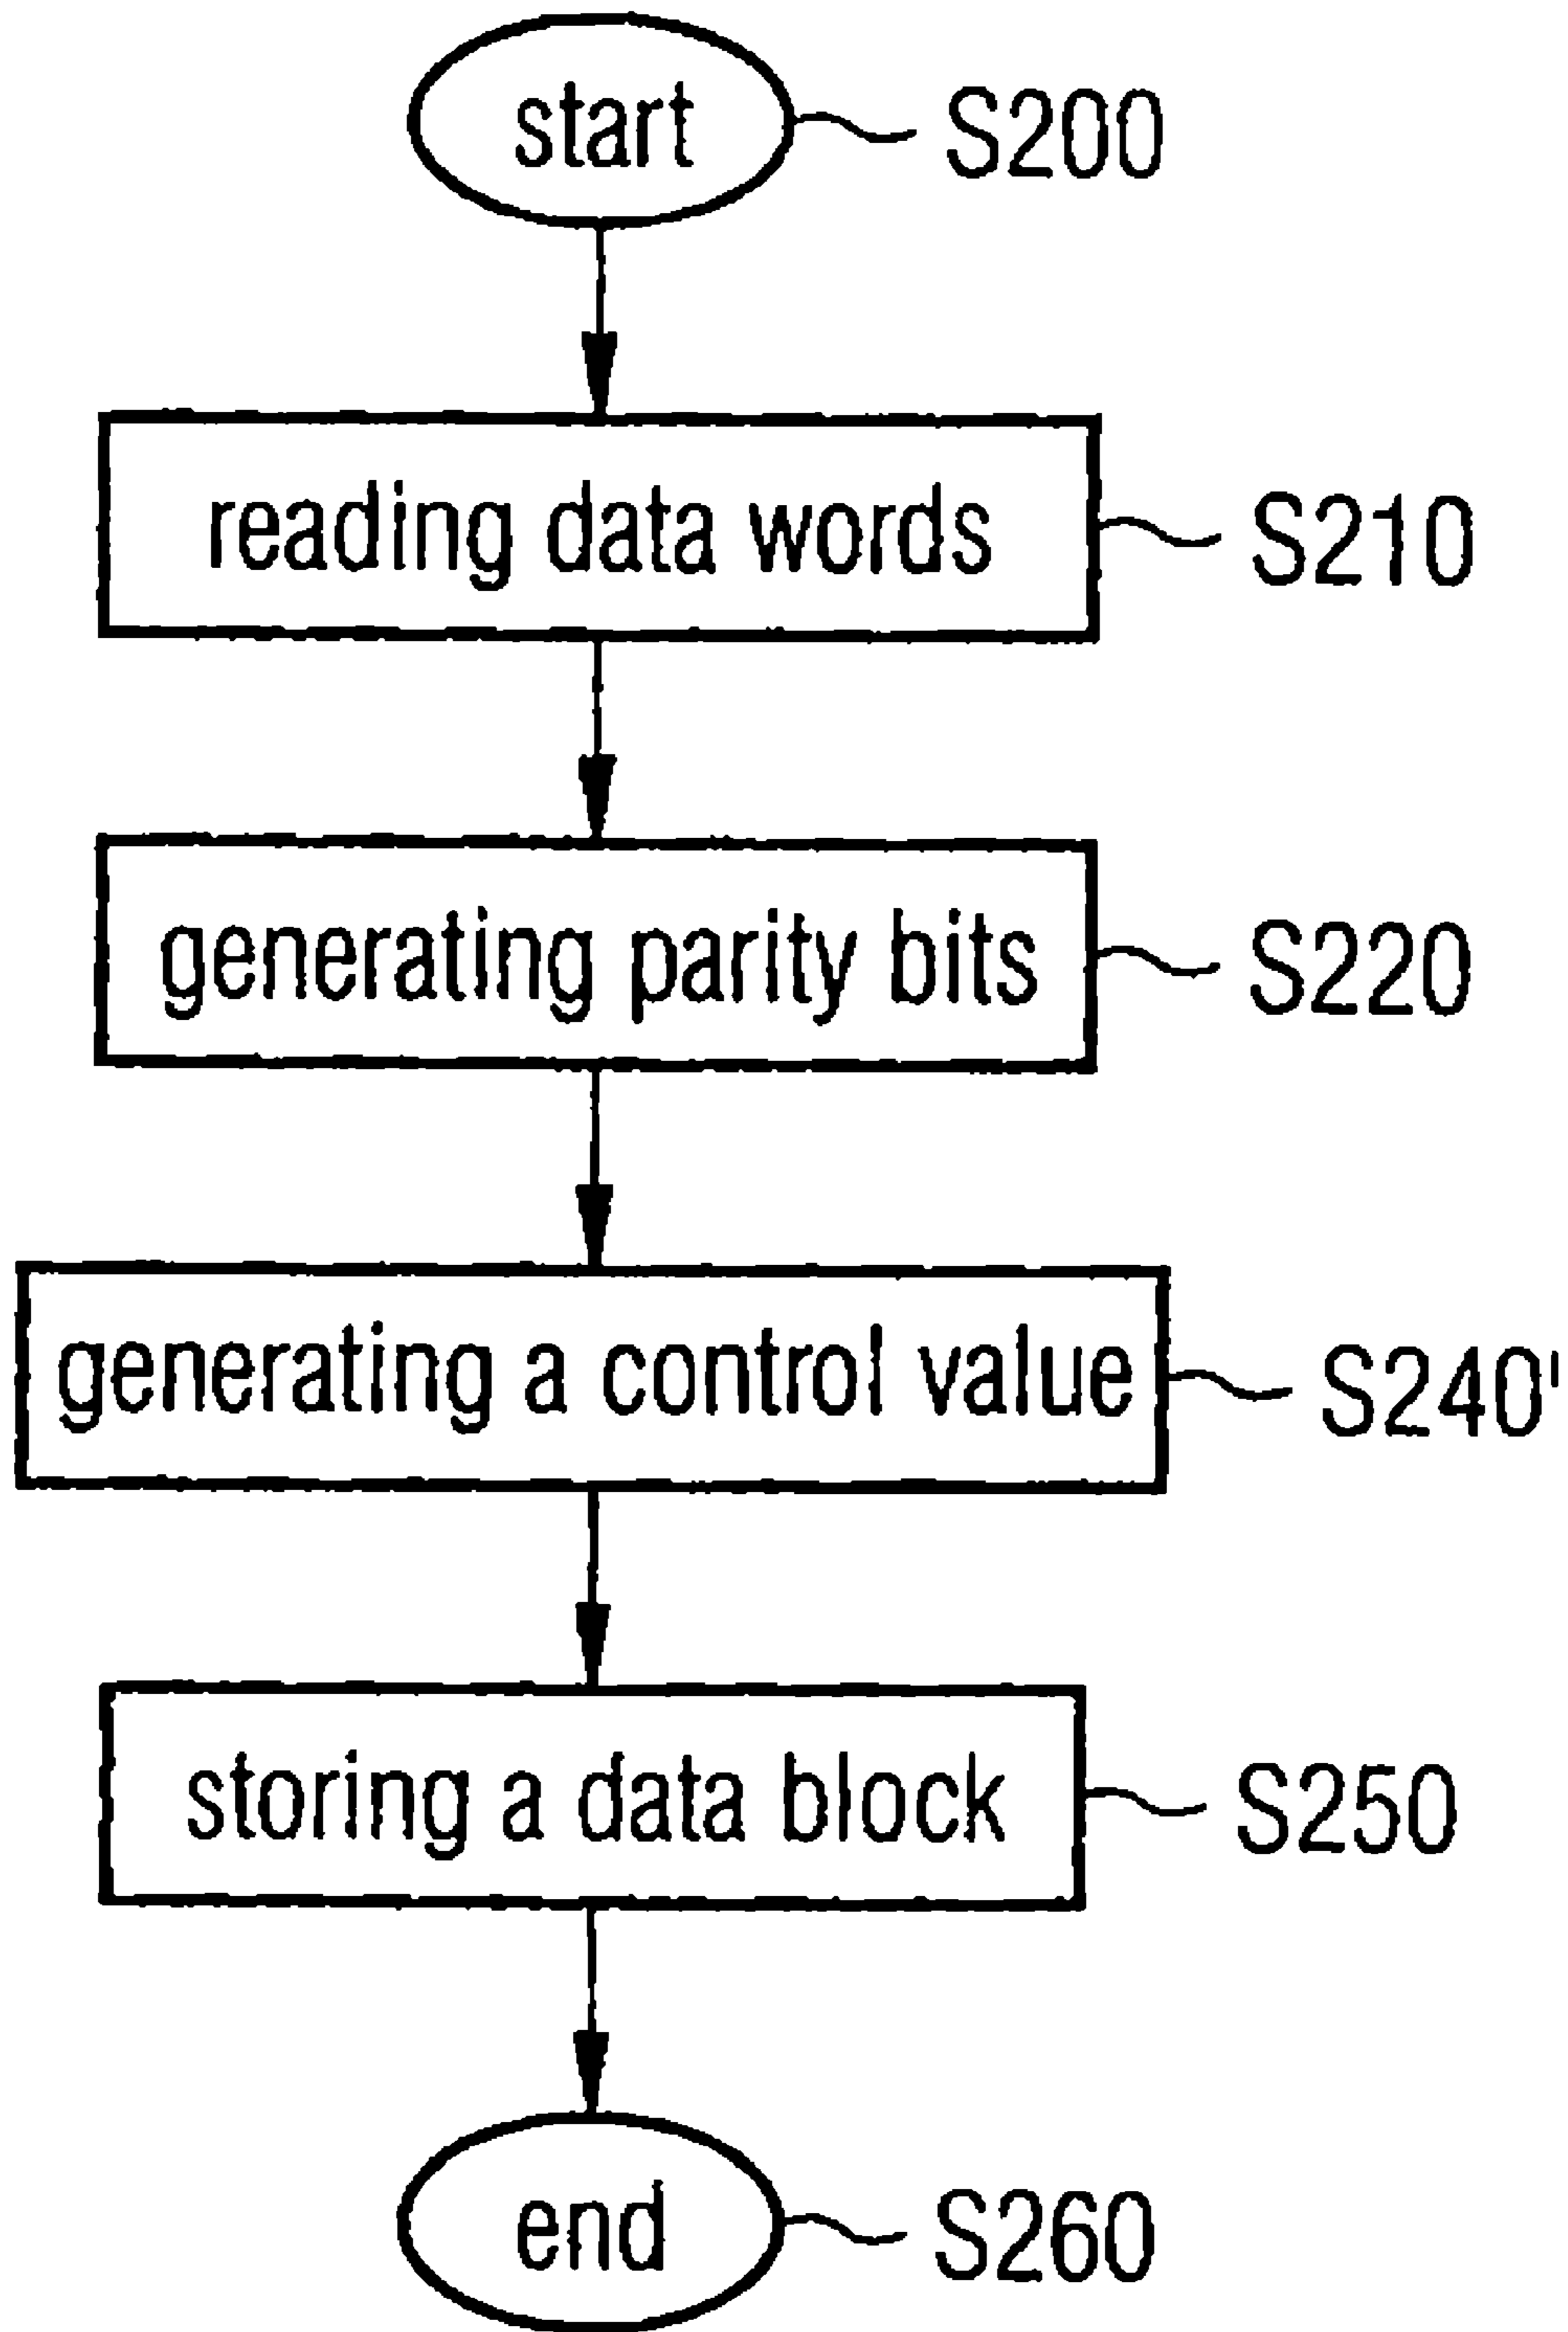 start S200
reading data words S210
generating parity bits S220
generating a control value S240'
storing a data block S250
end S260